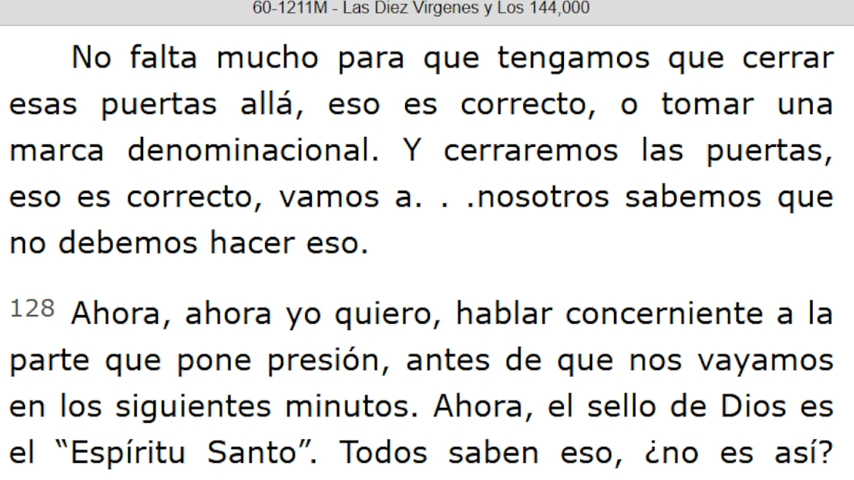 60-1211M - Las Diez Virgenes y Los 144,000
No falta mucho para que tengamos que cerrar
esas puertas allá, eso es correcto, o tomar una
marca denominacional. Y cerraremos las puertas,
eso es correcto, vamos a. . .nosotros sabemos que
no debemos hacer eso.
128 Ahora, ahora yo quiero, hablar concerniente a la
parte que pone presión, antes de que nos vayamos
en los siguientes minutos. Ahora, el sello de Dios es
el “Espíritu Santo”. Todos saben eso, ¿no es así?